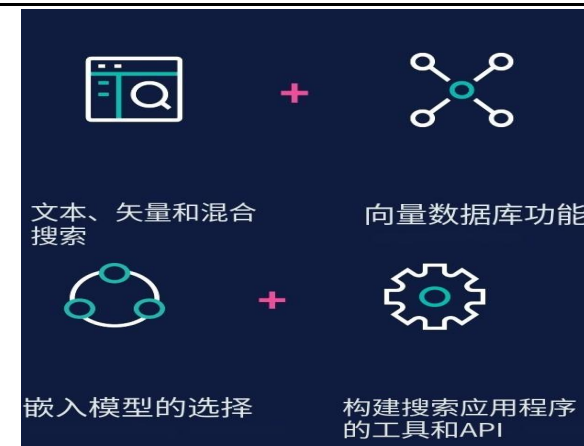 文本、矢量和混合
搜索
向量数据库功能
嵌入模型的选择
构建搜索应用程序
的工具和API